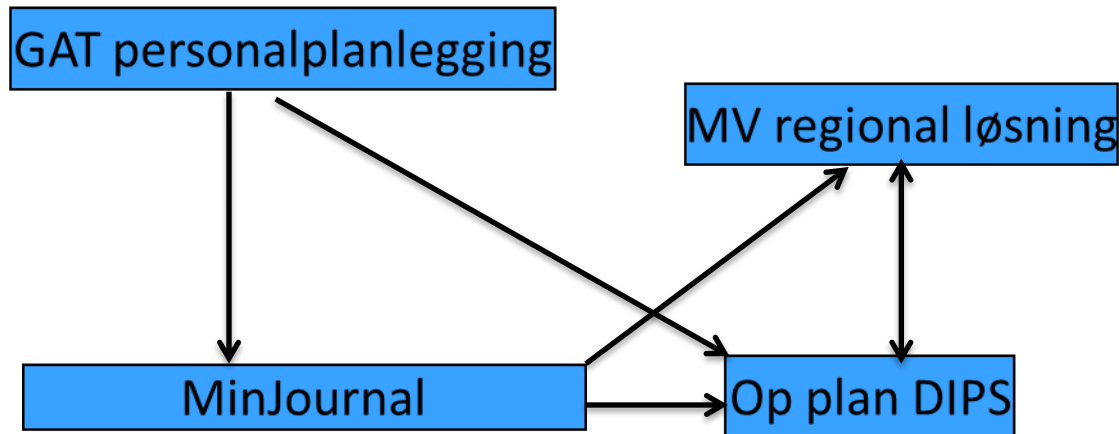 GAT personalplanlegging
MV regional løsning
MinJournal
Op plan DIPS